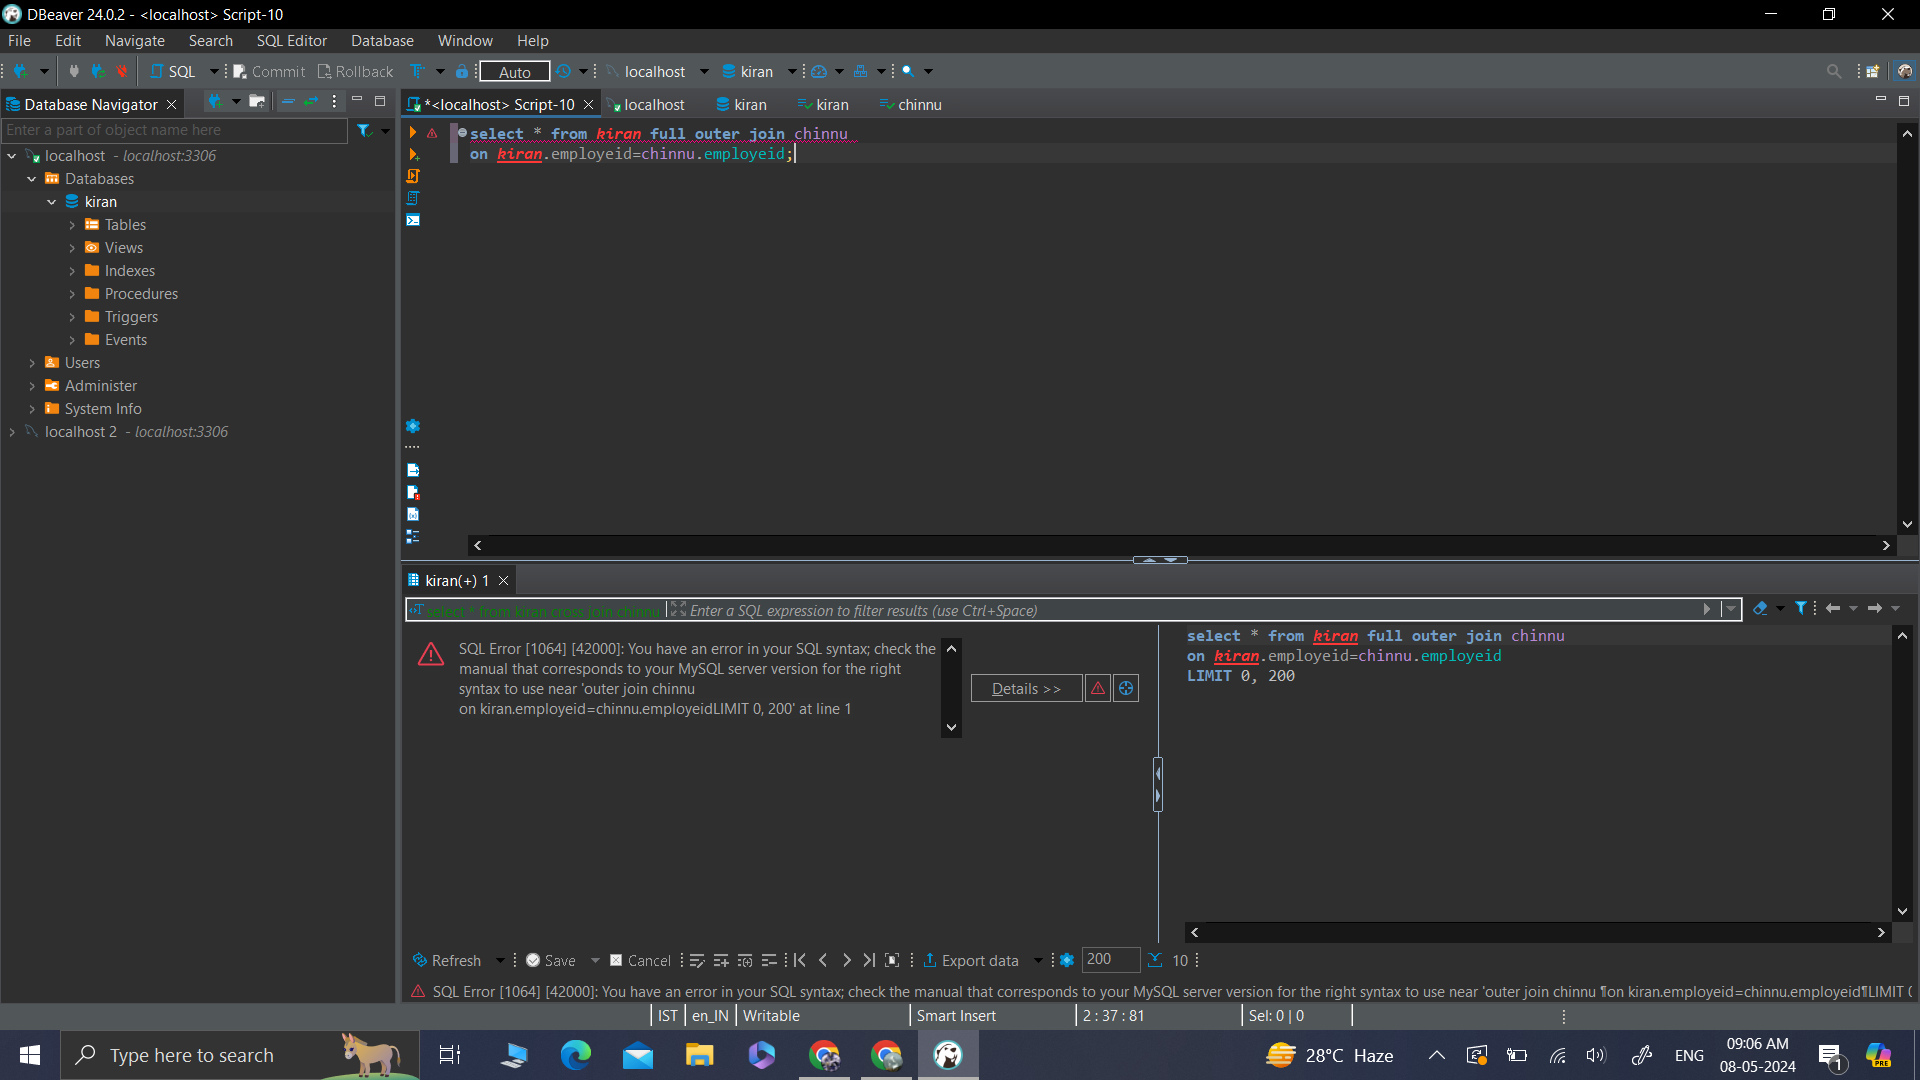 DBeaver 24.0.2 - <localhost> Script-10
File Edit Navigate Search SQL Editor Database Window Help
SQL Commit Rollback Auto localhost kiran
Database Navigator
*<localhost> Script-10 localhost kiran kiran chinnu
Enter a part of object name here
localhost - localhost:3306
Databases
kiran
Tables
Views
Indexes
Procedures
Triggers
Events
Users
Administer
System Info
localhost 2 - localhost:3306
select * from kiran full outer join chinnu
on kiran.employeid=chinnu.employeid;
kiran(+) 1
select * from kiran cross join chinnu Enter a SQL expression to filter results (use Ctrl+Space)
SQL Error [1064] [42000]: You have an error in your SQL syntax; check the
manual that corresponds to your MySQL server version for the right
syntax to use near 'outer join chinnu
on kiran.employeid=chinnu.employeidLIMIT 0, 200' at line 1
Details >>
select * from kiran full outer join chinnu
on kiran.employeid=chinnu.employeid
LIMIT 0, 200
Refresh Save Cancel Export data 200 10
SQL Error [1064] [42000]: You have an error in your SQL syntax; check the manual that corresponds to your MySQL server version for the right syntax to use near 'outer join chinnu ¶on kiran.employeid=chinnu.employeid¶LIMIT 0
IST en_IN Writable Smart Insert 2 : 37 : 81 Sel: 0 | 0
Type here to search
28°C Haze
ENG
09:06 AM
08-05-2024
1
PRE